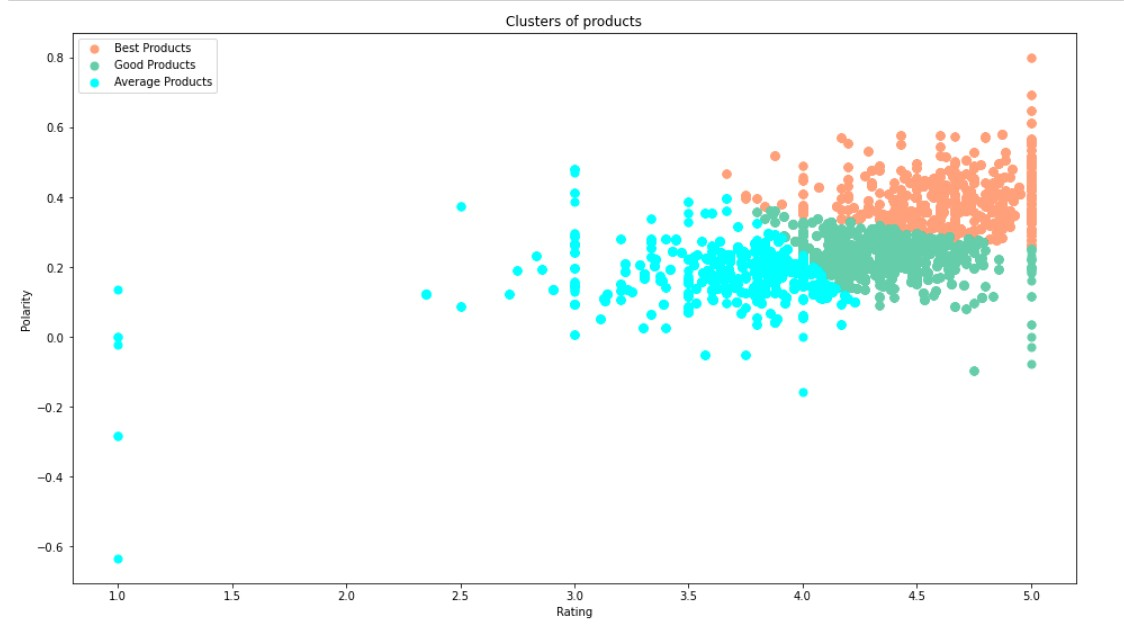 Clusters of products
Best Products
Good Products
Average Products
0.8
0.6
0.4
0.2
0.0
−0.2
−0.4
−0.6
Polarity
1.0 1.5 2.0 2.5 3.0 3.5 4.0 4.5 5.0
Rating